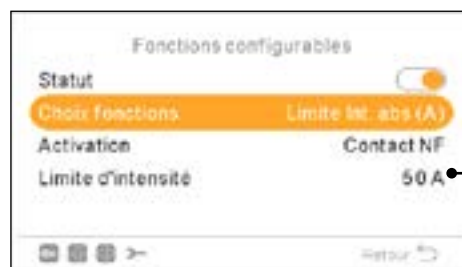 Fonctions configurables
Statut
Choix fonctions Limite Int. abs (A)
Activation Contact NF
Limite d'intensité 50 A
Retour